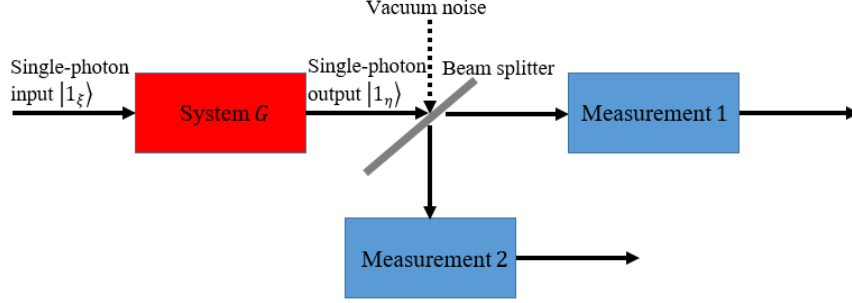 Vacuum noise
Single-photon
input |1_ξ⟩
System G
Single-photon
output |1_η⟩
Beam splitter
Measurement 1
Measurement 2